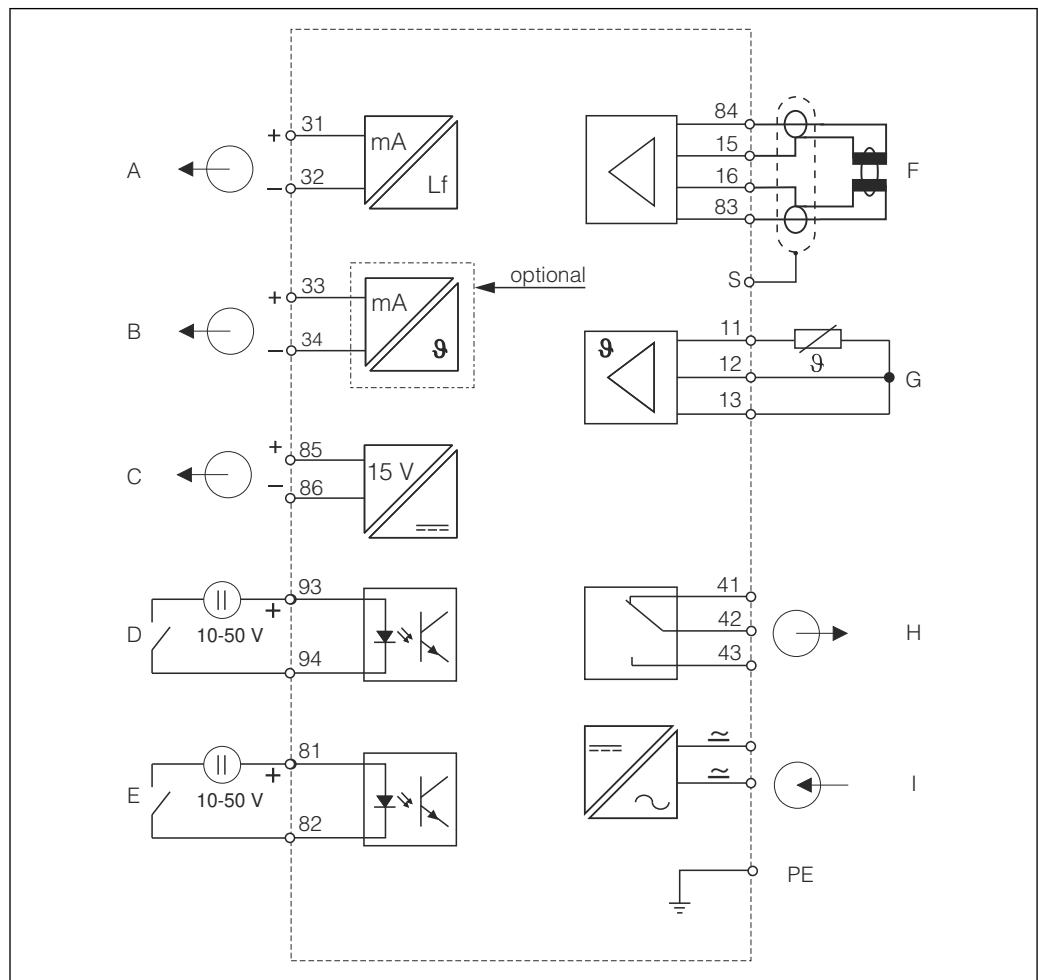 A
+ 31
− 32
mA
Lf
B
+ 33
− 34
mA
ϑ
optional
C
+ 85
− 86
15 V
D
93
+
10-50 V
94
E
81
+
10-50 V
82
84
15
16
83
F
S
ϑ
11
12
13
ϑ
G
41
42
43
H
≃
≃
I
PE